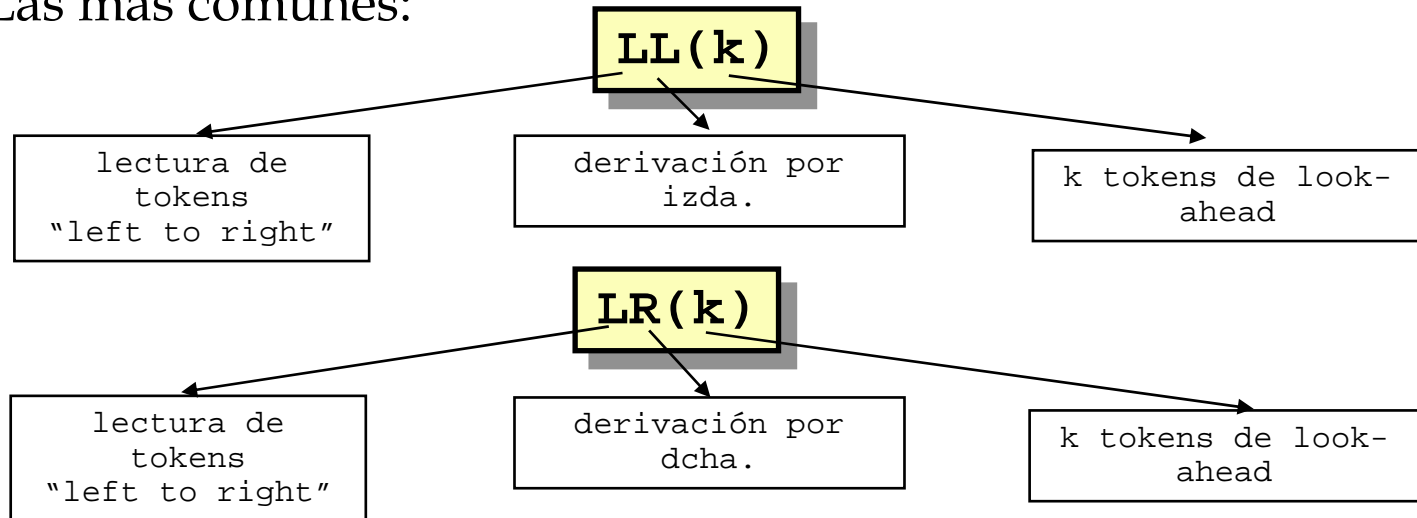 Las más comunes:
LL(k)
lectura de
tokens
“left to right”
derivación por
izda.
k tokens de look-
ahead
LR(k)
lectura de
tokens
“left to right”
derivación por
dcha.
k tokens de look-
ahead